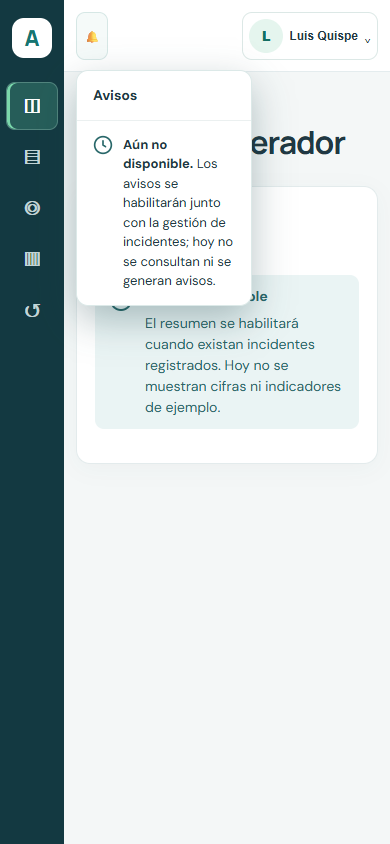 A
L
Luis Quispe
Avisos
erador
Aún no
disponible. Los
avisos se
habilitarán junto
con la gestión de
incidentes; hoy no
se consultan ni se
generan avisos.
ble
El resumen se habilitará
cuando existan incidentes
registrados. Hoy no se
muestran cifras ni indicadores
de ejemplo.